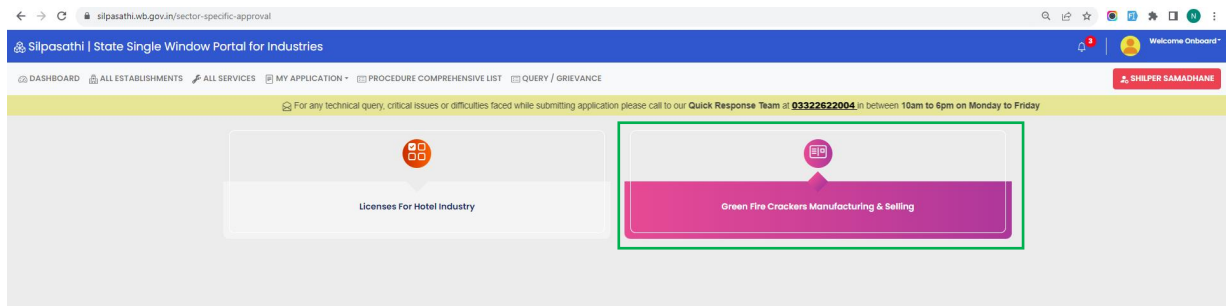 silpasathi.wb.gov.in/sector-specific-approval
N
Silpasathi | State Single Window Portal for Industries
3
Welcome Onboard
DASHBOARD ALL ESTABLISHMENTS ALL SERVICES MY APPLICATION PROCEDURE COMPREHENSIVE LIST QUERY / GRIEVANCE
SHILPER SAMADHANE
For any technical query, critical issues or difficulties faced while submitting application please call to our Quick Response Team at 03322622004 in between 10am to 6pm on Monday to Friday
Licenses For Hotel Industry
Green Fire Crackers Manufacturing & Selling